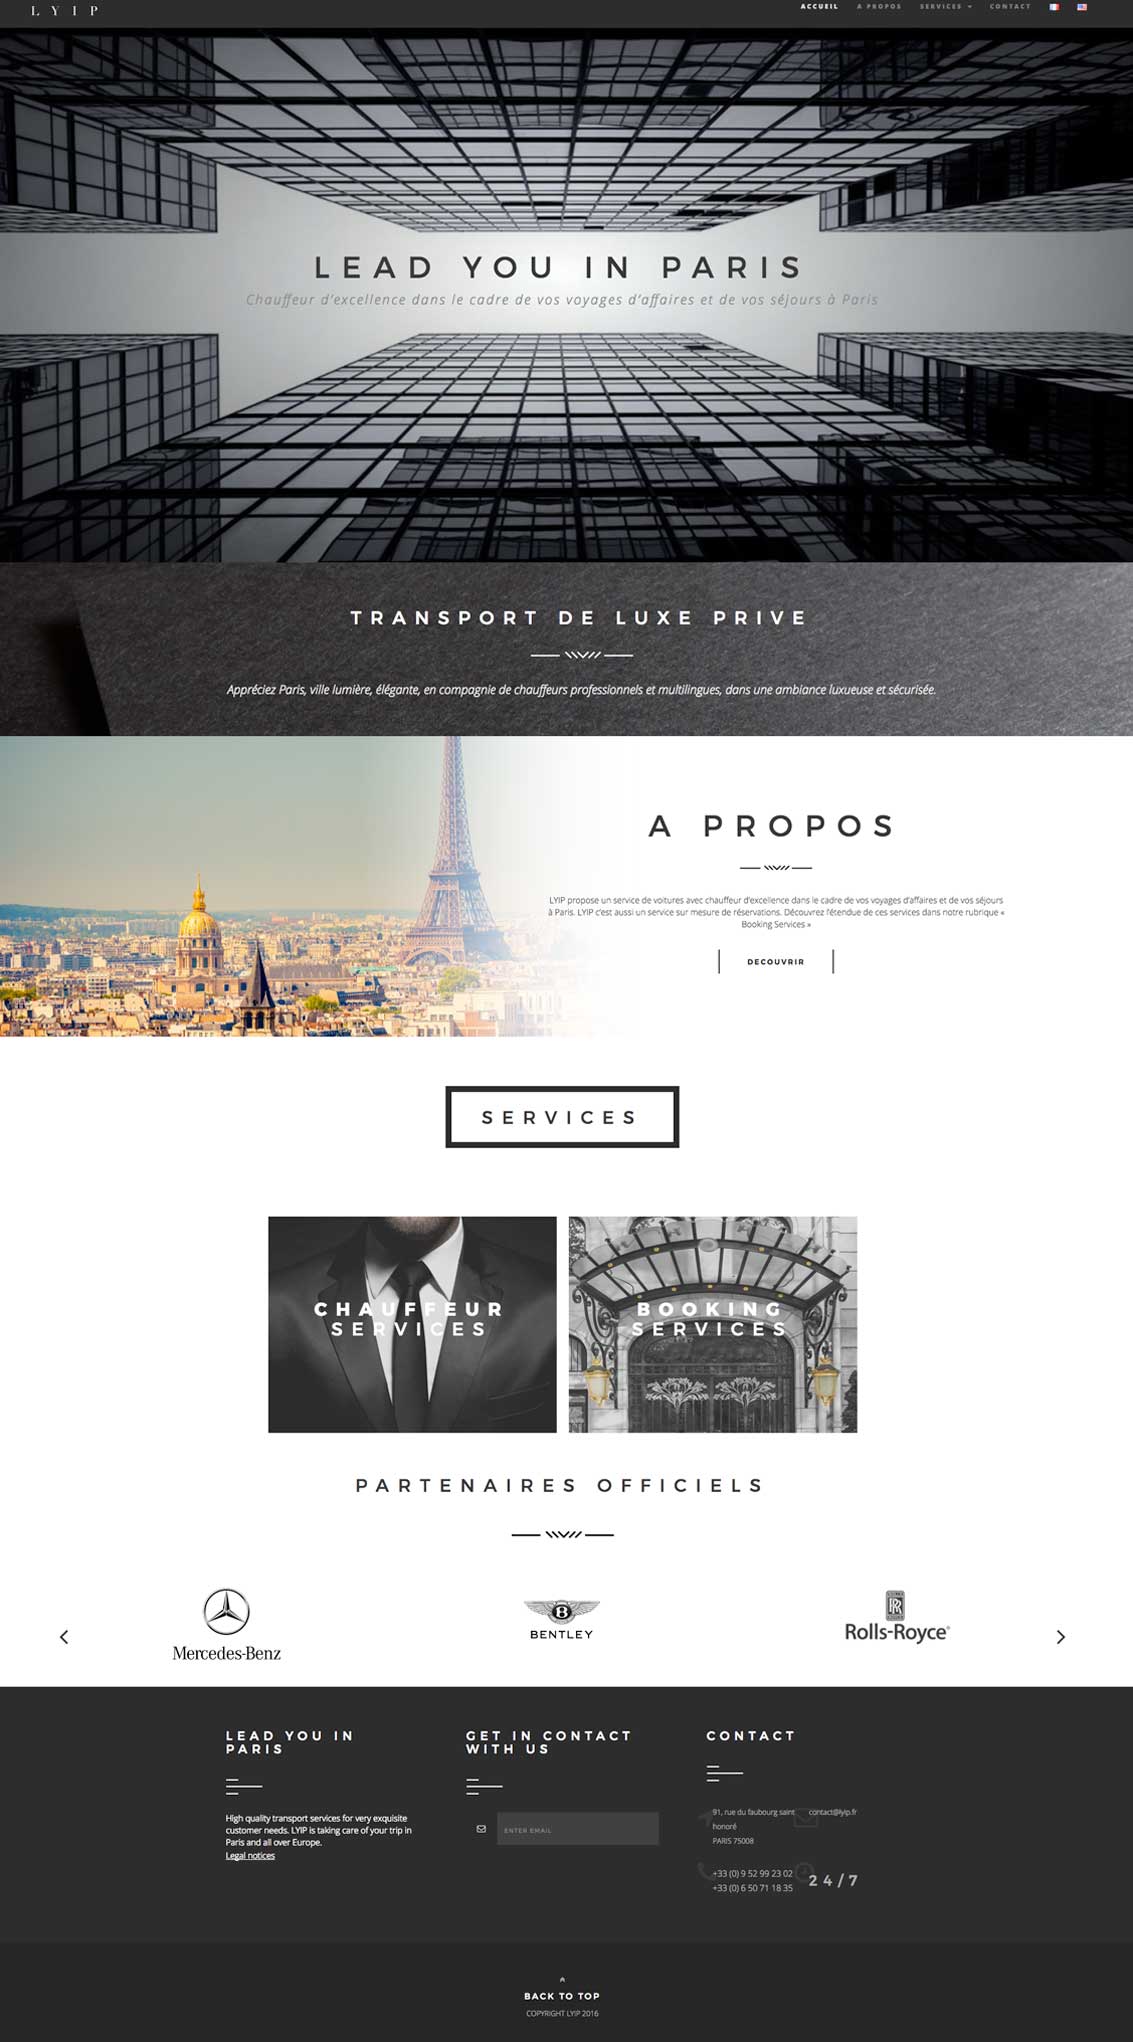 LYIP
ACCUEIL
A PROPOS
SERVICES
CONTACT
LEAD YOU IN PARIS
Chauffeur d'excellence dans le cadre de vos voyages d'affaires et de vos séjours à Paris
TRANSPORT DE LUXE PRIVE
Appréciez Paris, ville lumière, élégante, en compagnie de chauffeurs professionnels et multilingues, dans une ambiance luxueuse et sécurisée.
A PROPOS
LYIP propose un service de voitures avec chauffeur d'excellence dans le cadre de vos voyages d'affaires et de vos séjours
à Paris. LYIP c'est aussi un service sur mesure de réservations. Découvrez l'étendue de ces services dans notre rubrique «
Booking Services »
DECOUVRIR
SERVICES
CHAUFFEUR
SERVICES
BOOKING
SERVICES
PARTENAIRES OFFICIELS
Mercedes-Benz
B
BENTLEY
RR
Rolls-Royce®
LEAD YOU IN
PARIS
High quality transport services for very exquisite
customer needs. LYIP is taking care of your trip in
Paris and all over Europe.
Legal notices
GET IN CONTACT
WITH US
ENTER EMAIL
CONTACT
91, rue du faubourg saint
honoré
PARIS 75008
contact@lyip.fr
+33 (0) 9 52 99 23 02
+33 (0) 6 50 71 18 35
24/7
BACK TO TOP
COPYRIGHT LYIP 2016